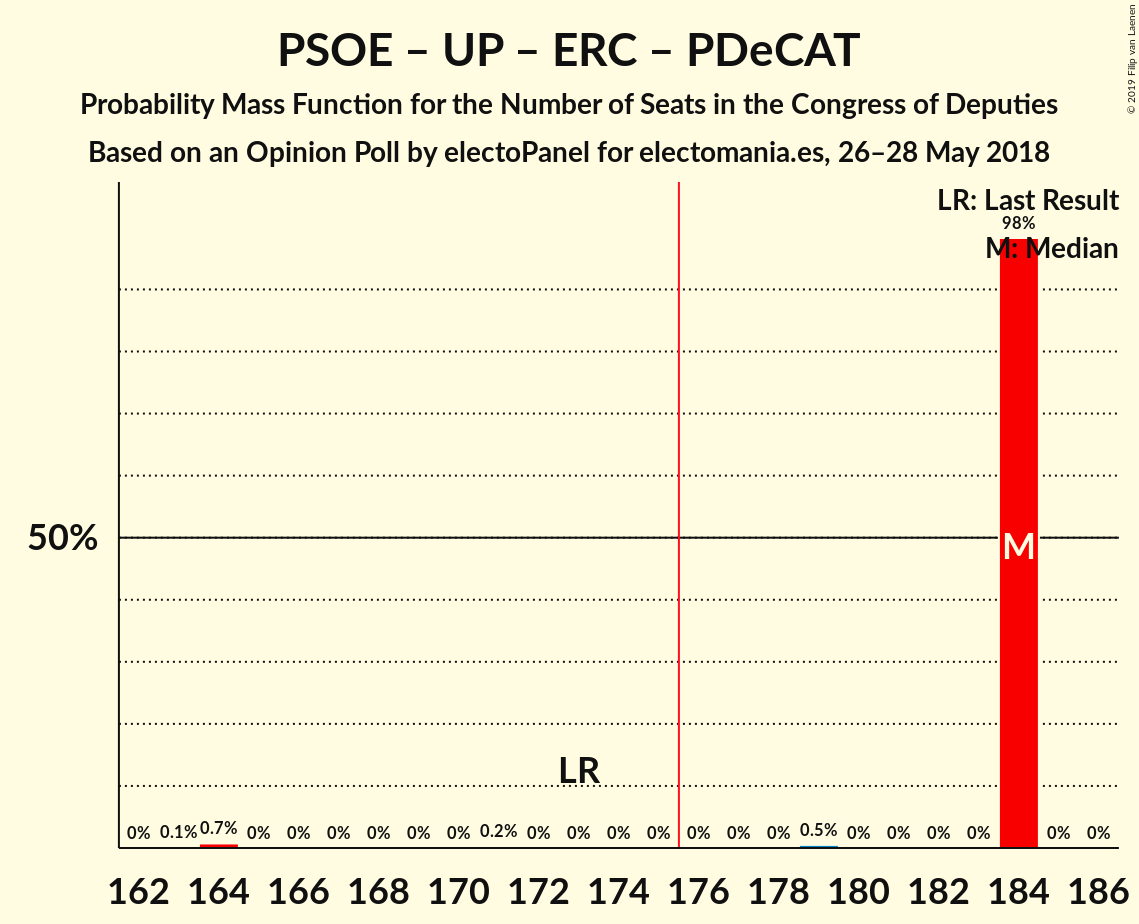 PSOE – UP – ERC – PDeCAT
Probability Mass Function for the Number of Seats in the Congress of Deputies
Based on an Opinion Poll by electoPanel for electomania.es, 26–28 May 2018
© 2019 Filip van Laenen
LR: Last Result
98%
M: Median
50%
M
LR
0% 0.1% 0.7% 0% 0% 0% 0% 0% 0% 0.2% 0% 0% 0% 0% 0% 0% 0% 0.5% 0% 0% 0% 0% 0% 0%
162 164 166 168 170 172 174 176 178 180 182 184 186